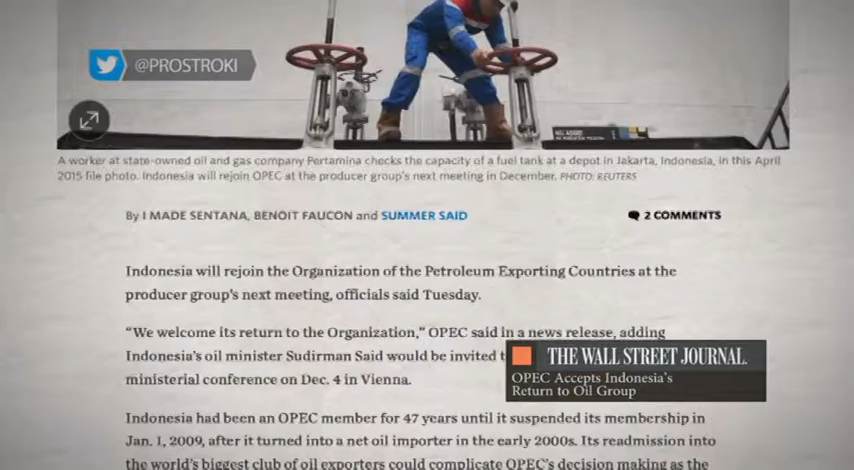 @PROSTROKI
A worker at state-owned oil and gas company Pertamina checks the capacity of a fuel tank at a depot in Jakarta, Indonesia, in this April
2015 file photo. Indonesia will rejoin OPEC at the producer group's next meeting in December. PHOTO: REUTERS
By I MADE SENTANA, BENOÎT FAUCON and SUMMER SAID
2 COMMENTS
Indonesia will rejoin the Organization of the Petroleum Exporting Countries at the
producer group's next meeting, officials said Tuesday.
“We welcome its return to the Organization,” OPEC said in a news release, adding
Indonesia's oil minister Sudirman Said would be invited
THE WALL STREET JOURNAL.
OPEC Accepts Indonesia's
Return to Oil Group
ministerial conference on Dec. 4 in Vienna.
Indonesia had been an OPEC member for 47 years until it suspended its membership in
Jan. 1, 2009, after it turned into a net oil importer in the early 2000s. Its readmission into
the world's biggest club of oil exporters could complicate OPEC's decision making as the